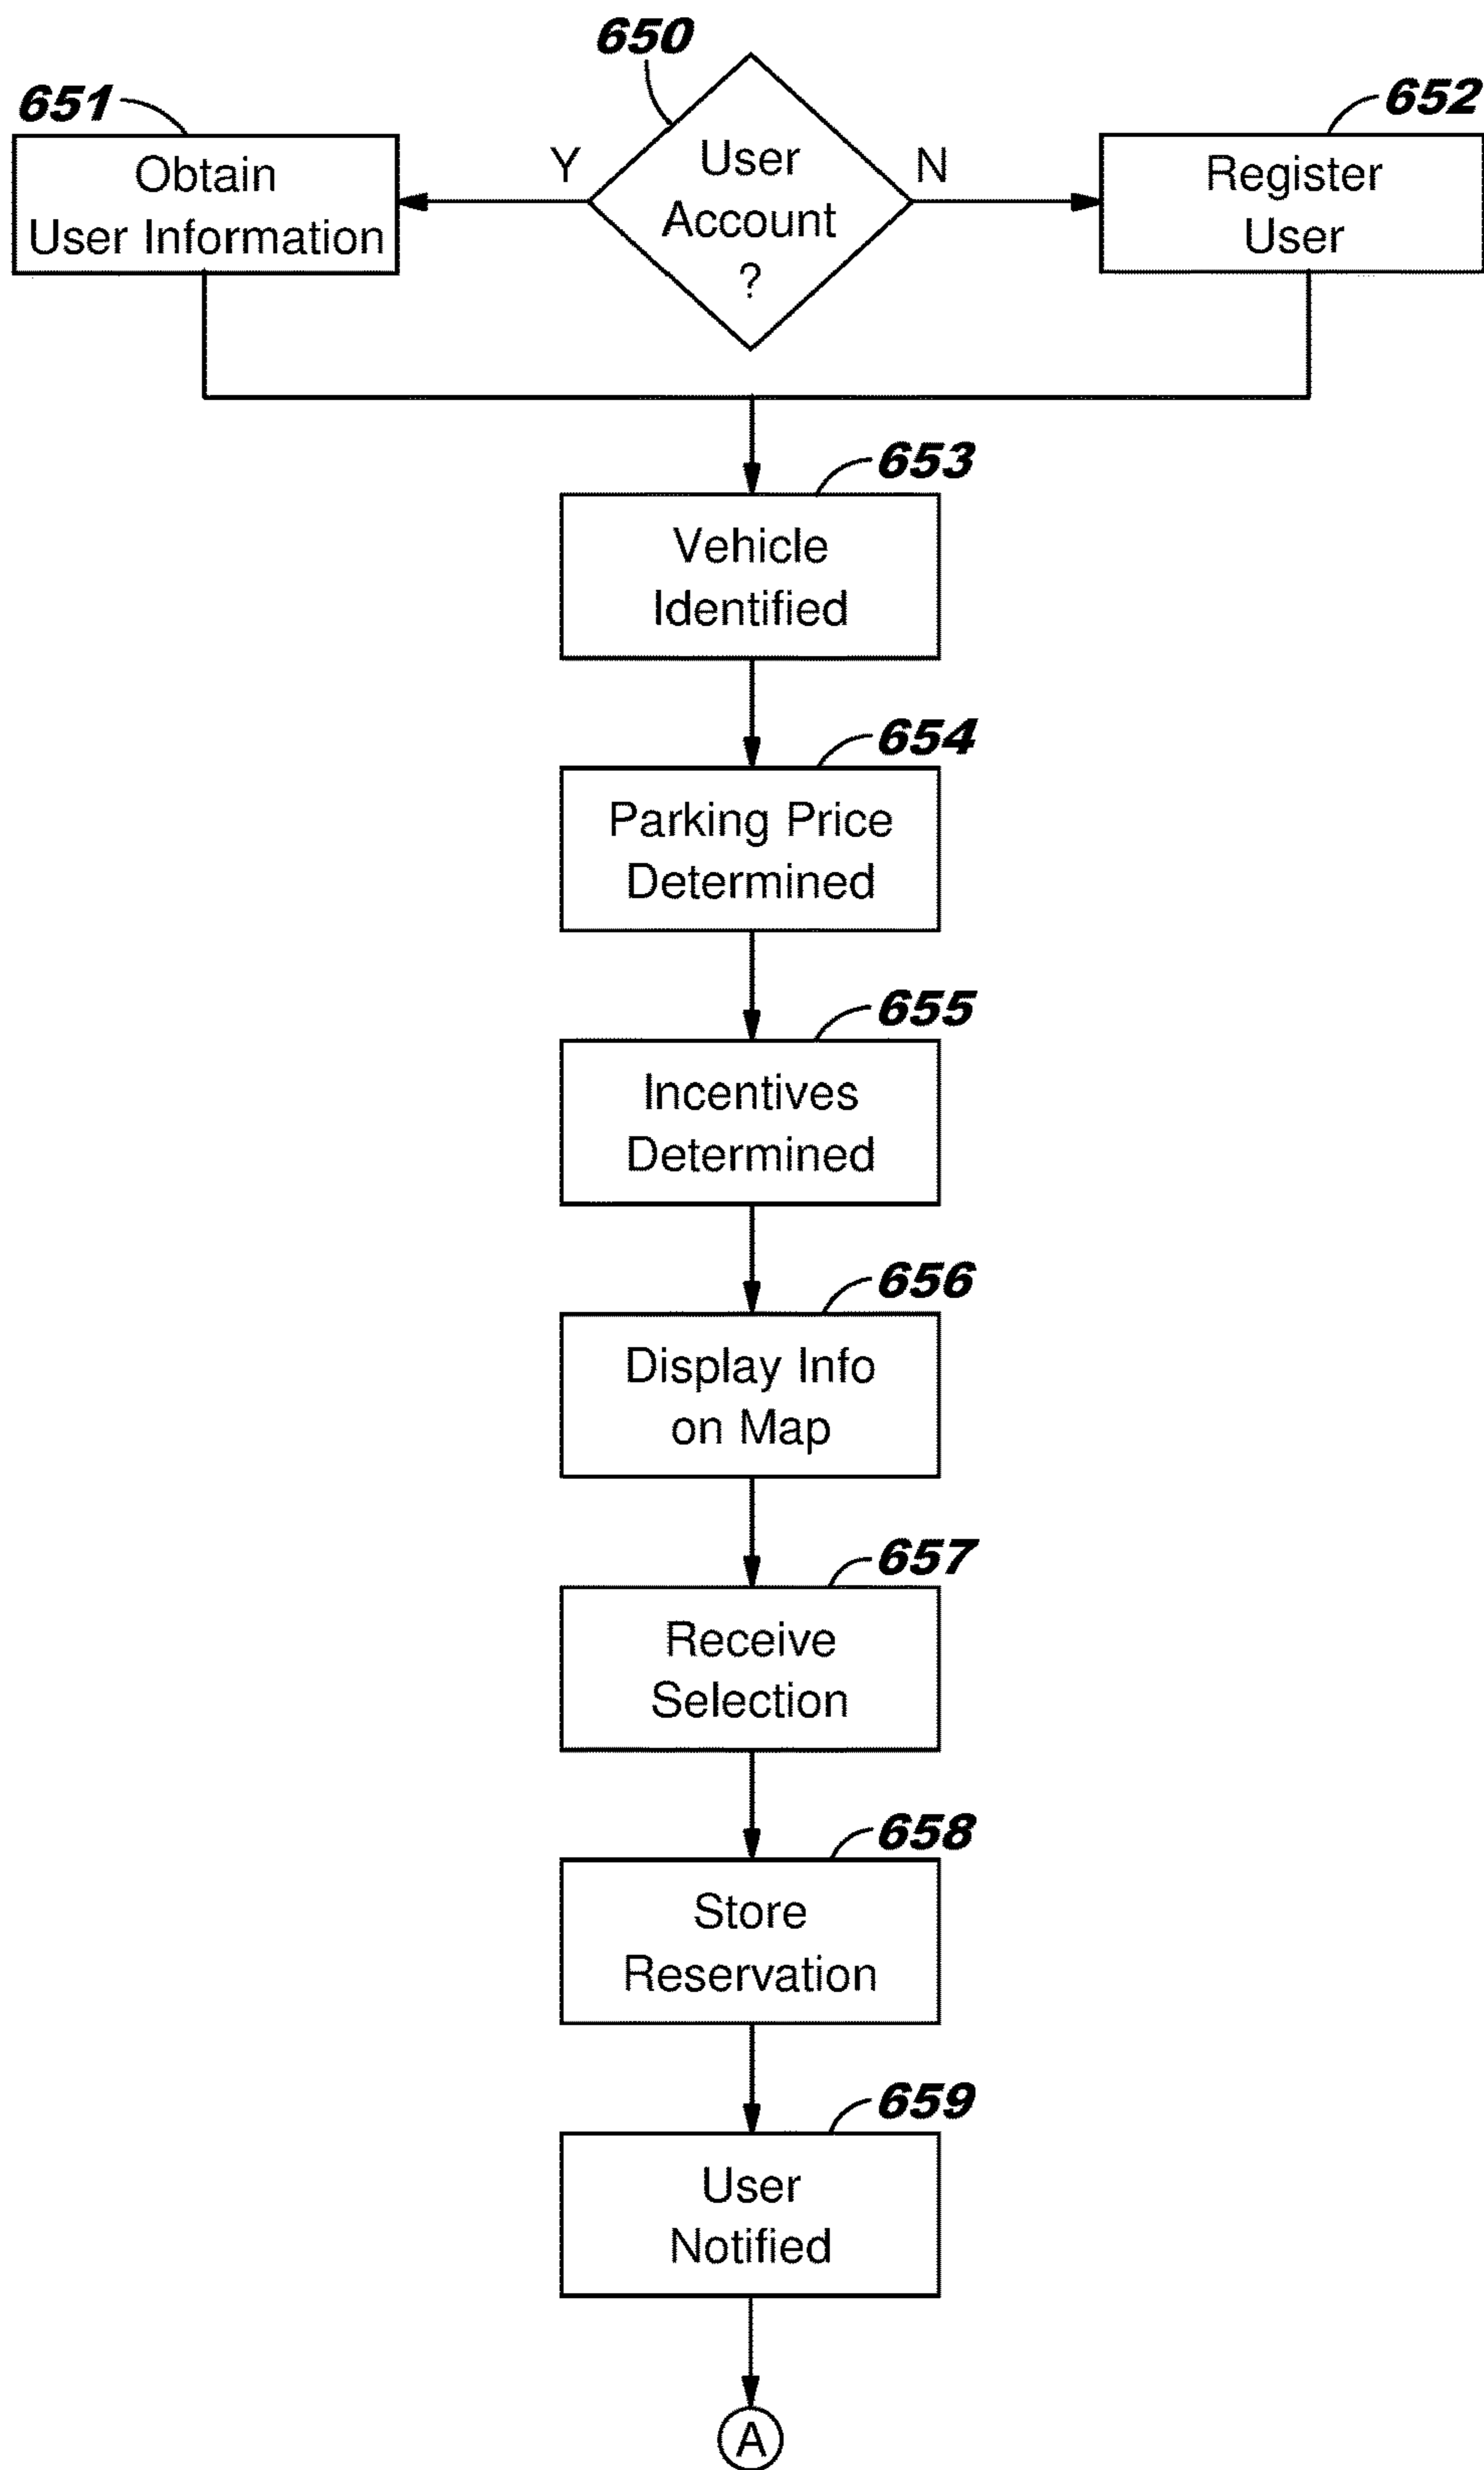 650
651
652
Y
User
Account
?
N
Obtain
User Information
Register
User
653
Vehicle
Identified
654
Parking Price
Determined
655
Incentives
Determined
656
Display Info
on Map
657
Receive
Selection
658
Store
Reservation
659
User
Notified
A